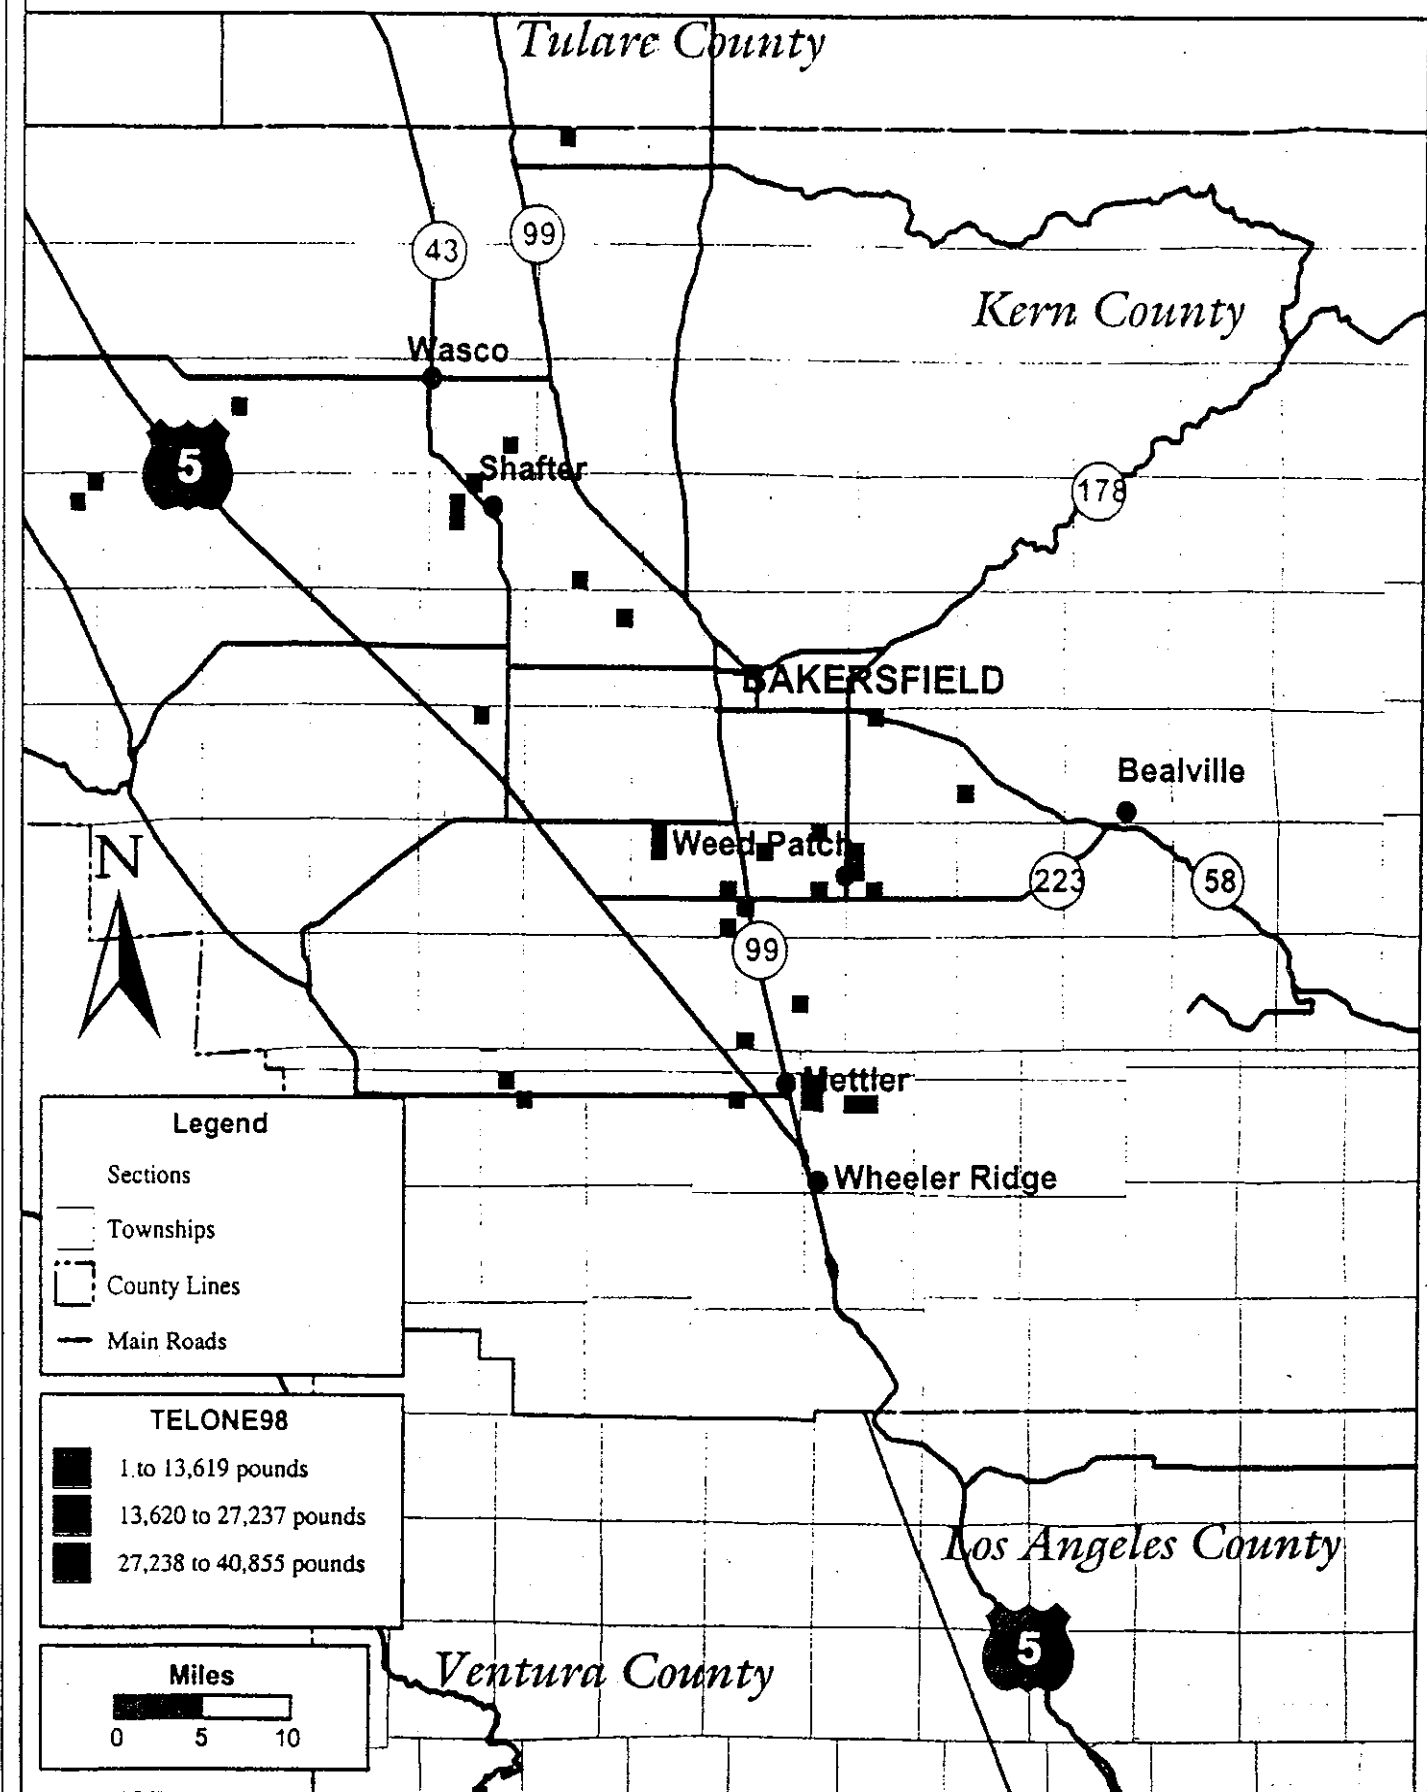 Tulare County
43
99
Kern County
Wasco
5
Shafter
178
BAKERSFIELD
Bealville
Weed Patch
N
223
58
99
Mettler
Legend
Sections
Wheeler Ridge
Townships
County Lines
Main Roads
TELONE98
1 to 13,619 pounds
13,620 to 27,237 pounds
27,238 to 40,855 pounds
Los Angeles County
5
Ventura County
Miles
0 5 10